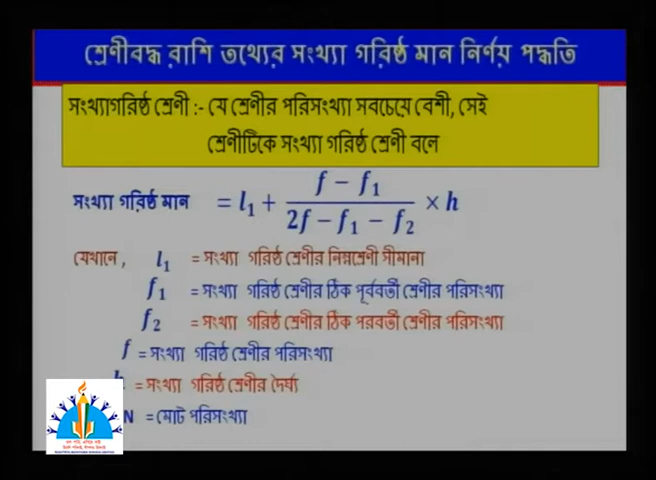 শ্রেণীবদ্ধ রাশি তথ্যের সংখ্যা গরিষ্ঠ মান নির্ণয় পদ্ধতি
সংখ্যাগরিষ্ঠ শ্রেণী :- যে শ্রেণীর পরিসংখ্যা সবচেয়ে বেশী, সেই
শ্রেণীটিকে সংখ্যা গরিষ্ঠ শ্রেণী বলে
সংখ্যা গরিষ্ঠ মান = l₁ + (f − f₁)/(2f − f₁ − f₂) × h
যেখানে , l₁ = সংখ্যা গরিষ্ঠ শ্রেণীর নিম্নশ্রেণী সীমানা
f₁ = সংখ্যা গরিষ্ঠ শ্রেণীর ঠিক পূর্ববর্তী শ্রেণীর পরিসংখ্যা
f₂ = সংখ্যা গরিষ্ঠ শ্রেণীর ঠিক পরবর্তী শ্রেণীর পরিসংখ্যা
f = সংখ্যা গরিষ্ঠ শ্রেণীর পরিসংখ্যা
h = সংখ্যা গরিষ্ঠ শ্রেণীর দৈর্ঘ্য
N = মোট পরিসংখ্যা